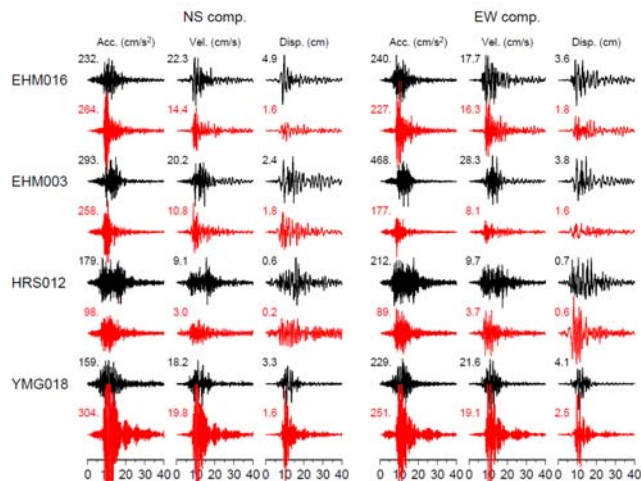 NS comp. EW comp.
Acc. (cm/s²) Vel. (cm/s) Disp. (cm) Acc. (cm/s²) Vel. (cm/s) Disp. (cm)
232. 22.3 4.9 240. 17.7 3.6
EHM016
264. 14.4 1.6 227. 16.3 1.8
293. 20.2 2.4 468. 28.3 3.8
EHM003
258. 10.8 1.8 177. 8.1 1.6
179. 9.1 0.6 212. 9.7 0.7
HRS012
98. 3.0 0.2 89. 3.7 0.6
159. 18.2 3.3 229. 21.6 4.1
YMG018
304. 19.8 1.6 251. 19.1 2.5
0 10 20 30 40 0 10 20 30 40 0 10 20 30 40 0 10 20 30 40 0 10 20 30 40 0 10 20 30 40